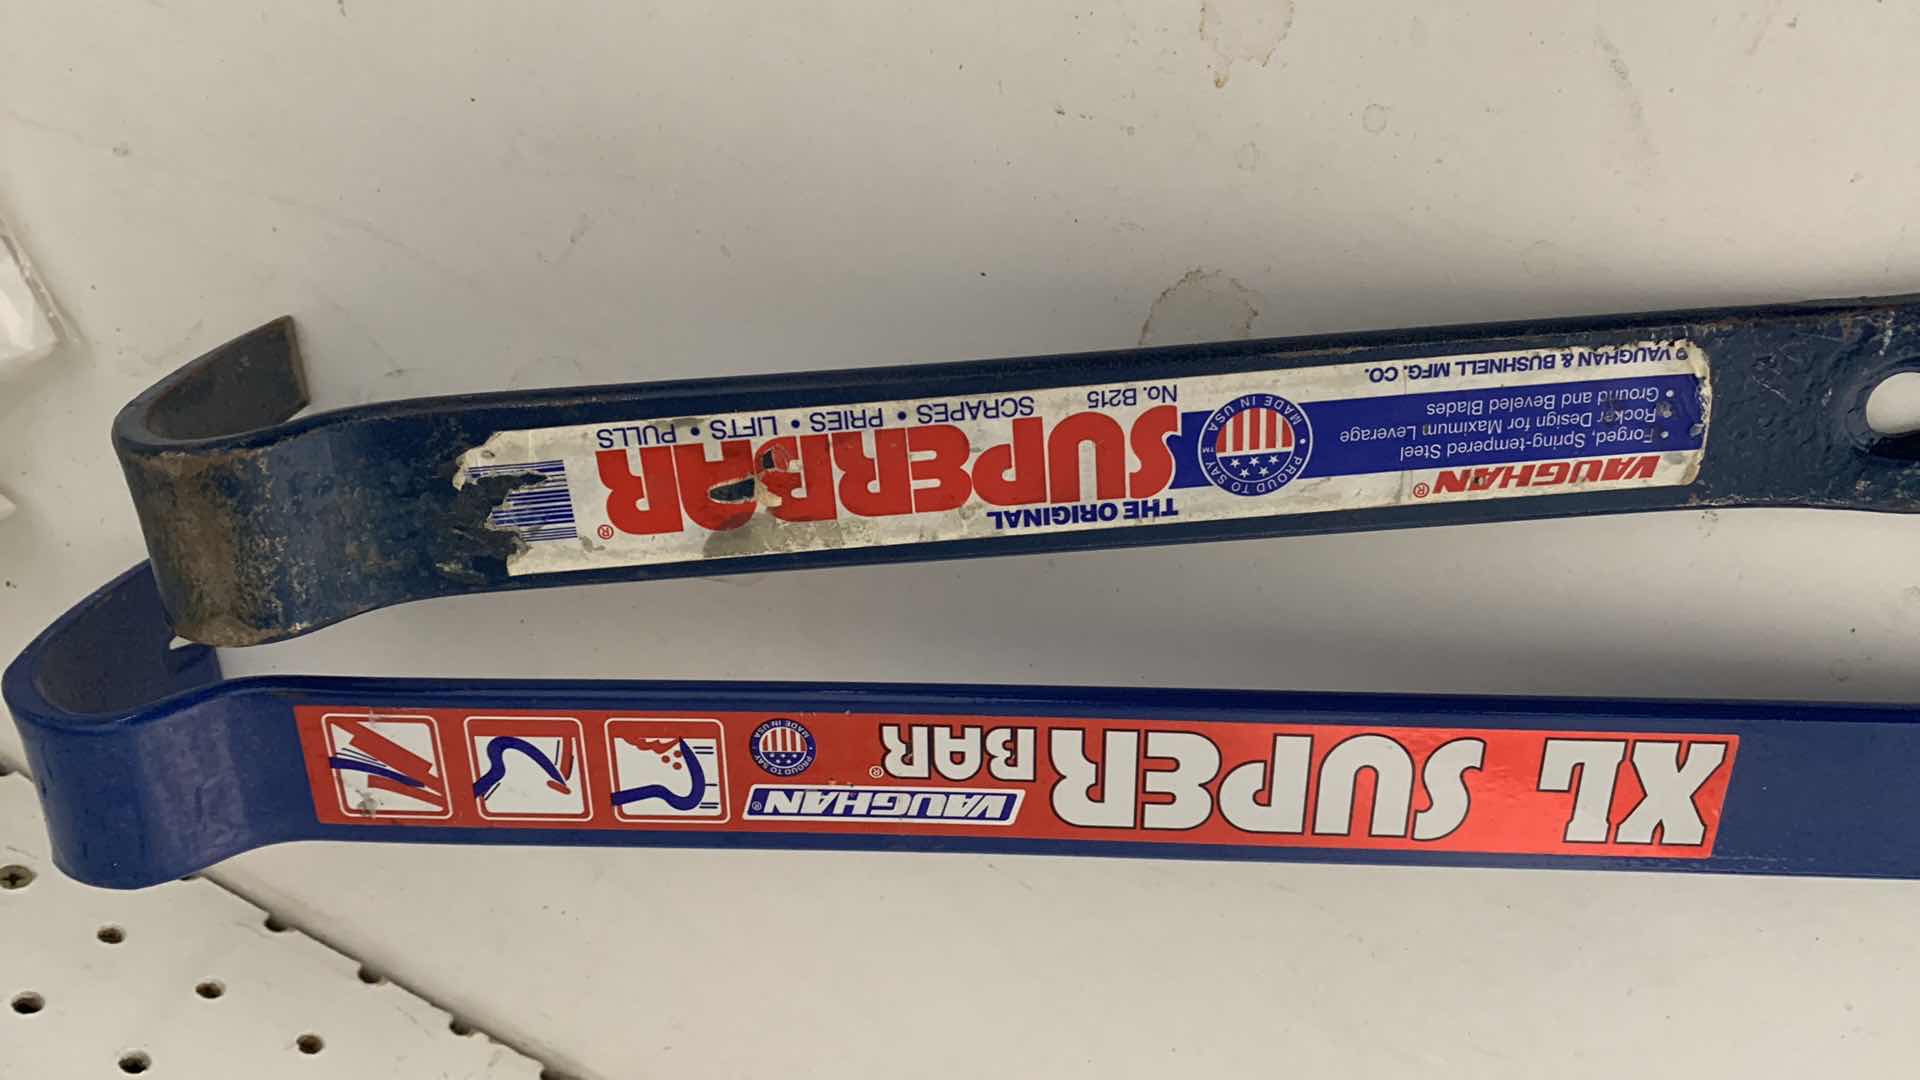 XL SUPER BAR®
VAUGHAN®
PROUD TO SAY • MADE IN USA •
VAUGHAN®
• Forged, Spring-tempered Steel
• Rocker Design for Maximum Leverage
• Ground and Beveled Blades
© VAUGHAN & BUSHNELL MFG. CO.
PROUD TO SAY™ • MADE IN USA •
THE ORIGINAL
SUPERBAR®
No. B215
SCRAPES • PRIES • LIFTS • PULLS